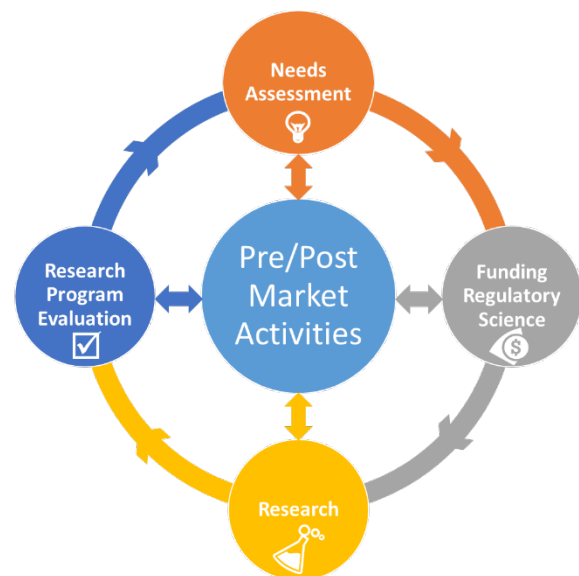 Needs
Assessment
Research
Program
Evaluation
Pre/Post
Market
Activities
Funding
Regulatory
Science
$
Research